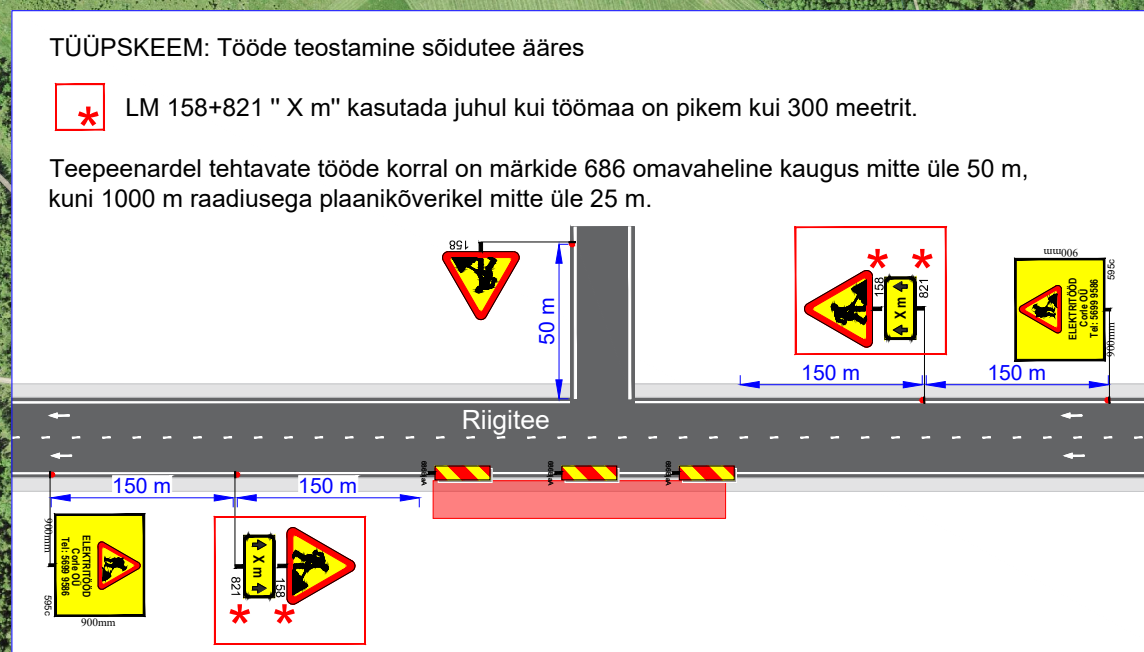 TÜÜPSKEEM: Tööde teostamine sõidutee ääres
* LM 158+821 " X m" kasutada juhul kui töömaa on pikem kui 300 meetrit.
Teepeenardel tehtavate tööde korral on märkide 686 omavaheline kaugus mitte üle 50 m,
kuni 1000 m raadiusega plaanikõverikel mitte üle 25 m.
158
50 m
* *
158
821
X m
900mm
595c
ELEKTRITÖÖD
Corle OÜ
Tel: 5699 9586
900mm
150 m
150 m
Riigitee
150 m
150 m
900mm
ELEKTRITÖÖD
Corle OÜ
Tel: 5699 9586
595c
900mm
X m
821
158
* *